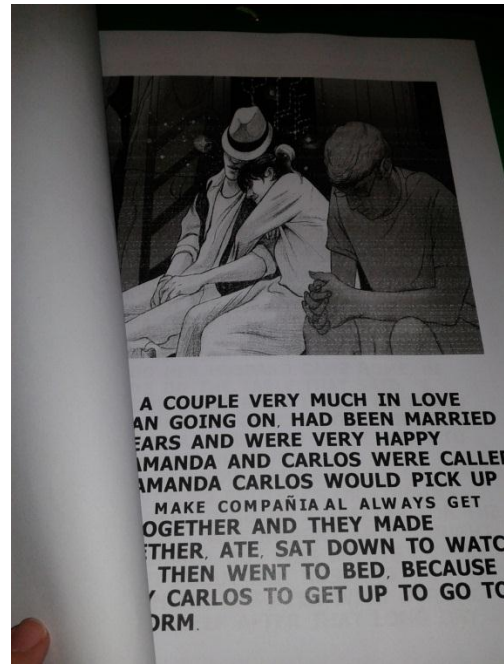 A COUPLE VERY MUCH IN LOVE
AN GOING ON, HAD BEEN MARRIED
EARS AND WERE VERY HAPPY
AMANDA AND CARLOS WERE CALLE
AMANDA CARLOS WOULD PICK UP
MAKE COMPAÑIA AL ALWAYS GET
OGETHER AND THEY MADE
ETHER, ATE, SAT DOWN TO WATC
THEN WENT TO BED, BECAUSE
Y CARLOS TO GET UP TO GO TO
ORM.